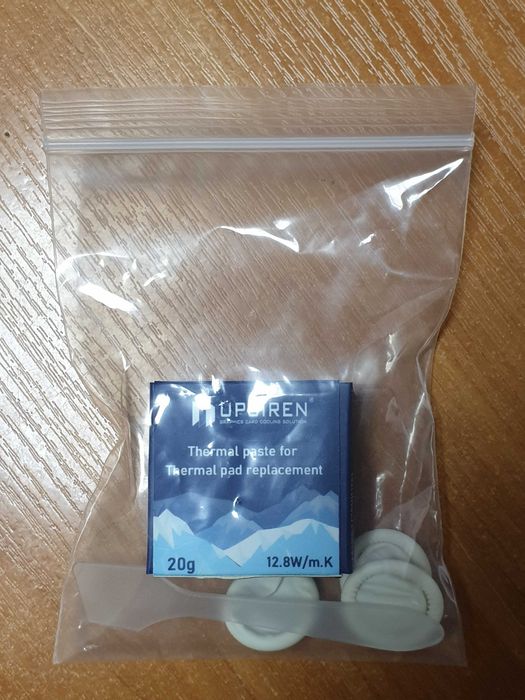 UPSIREN
GRAPHICS CARD COOLING SOLUTION
Thermal paste for
Thermal pad replacement
20g 12.8W/m.K